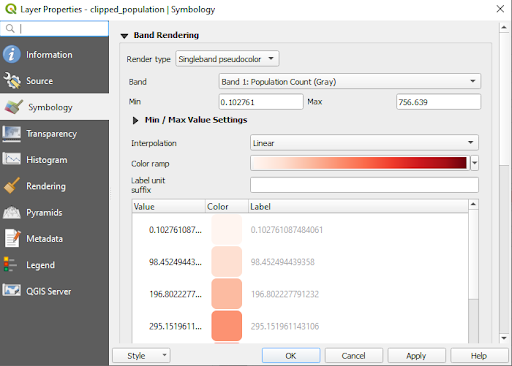 Layer Properties - clipped_population | Symbology
Information
Source
Symbology
Transparency
Histogram
Rendering
Pyramids
Metadata
Legend
QGIS Server
Band Rendering
Render type Singleband pseudocolor
Band Band 1: Population Count (Gray)
Min 0.102761 Max 756.639
Min / Max Value Settings
Interpolation Linear
Color ramp
Label unit
suffix
Value Color Label
0.102761087... 0.102761087484061
98.45249443... 98.452494439358
196.8022277... 196.802227791232
295.1519611... 295.151961143106
Style OK Cancel Apply Help